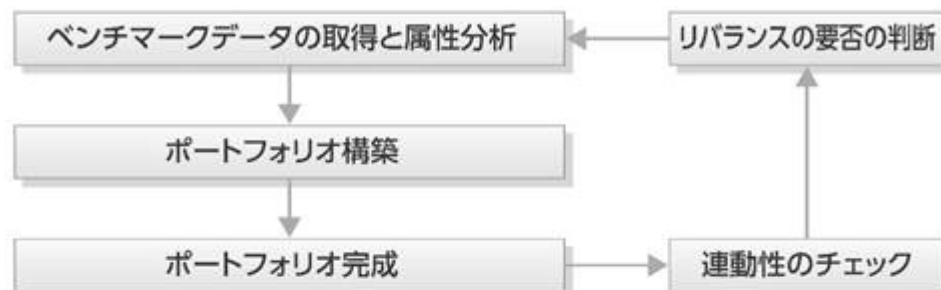 ベンチマークデータの取得と属性分析
リバランスの要否の判断
ポートフォリオ構築
ポートフォリオ完成
連動性のチェック